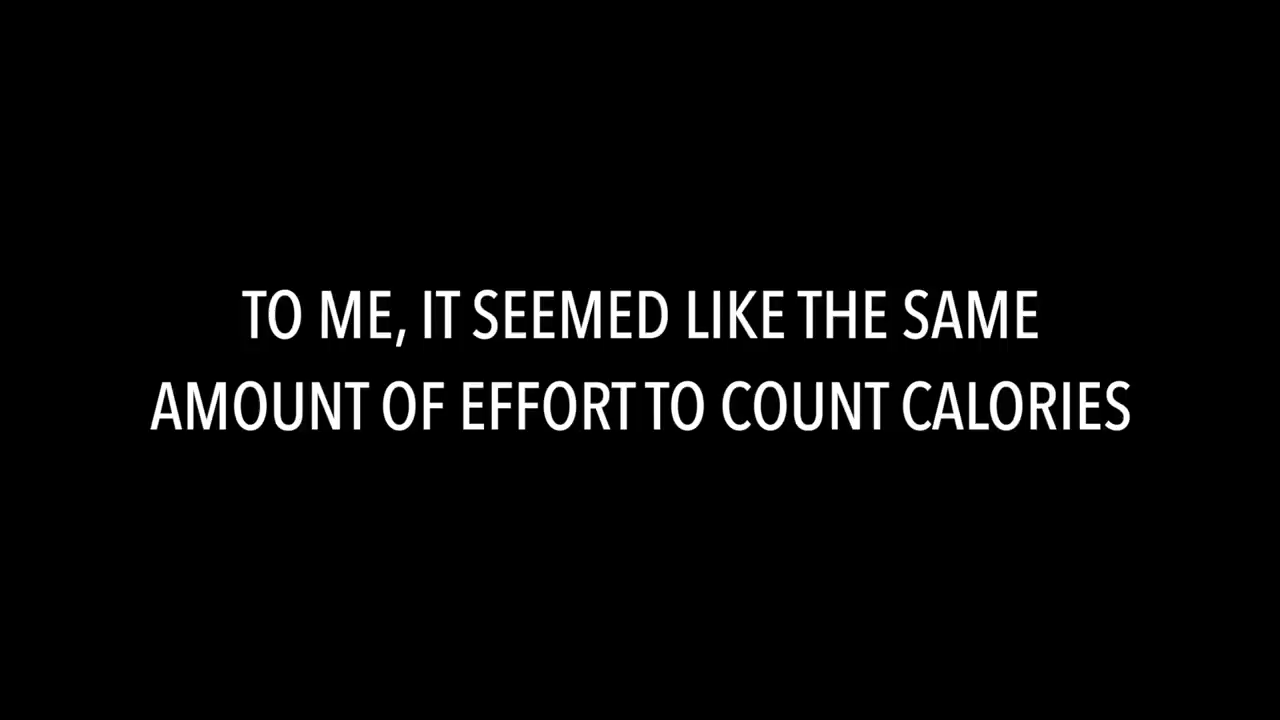 TO ME, IT SEEMED LIKE THE SAME
AMOUNT OF EFFORT TO COUNT CALORIES